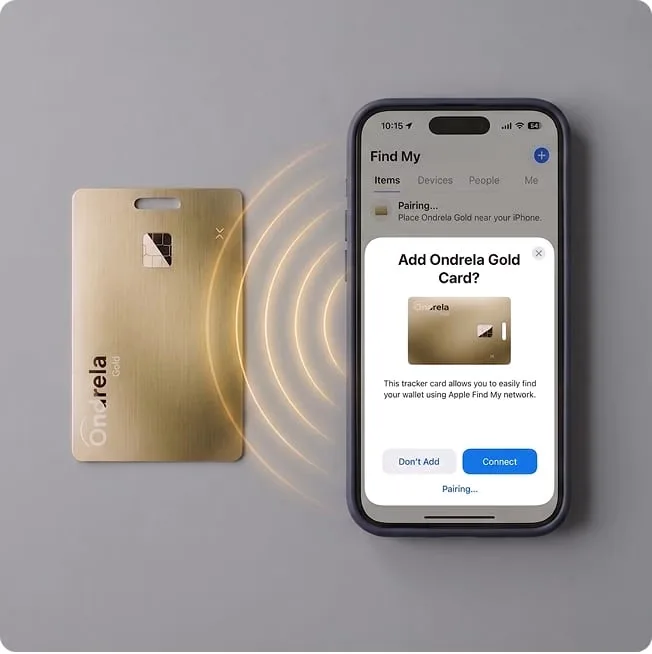 Ondrela
Gold
10:15
54
Find My
Items Devices People Me
Pairing...
Place Ondrela Gold near your iPhone.
Add Ondrela Gold
Card?
Ondrela
This tracker card allows you to easily find
your wallet using Apple Find My network.
Don't Add
Connect
Pairing...